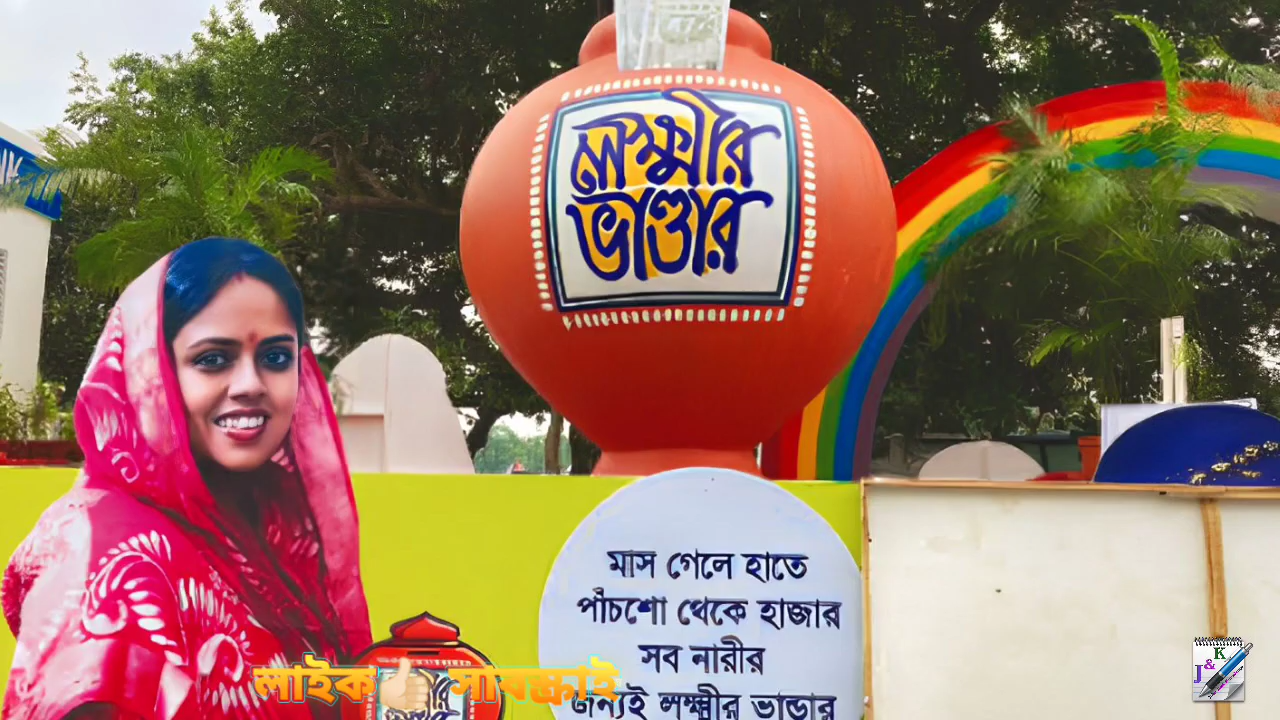 লক্ষ্মীর
ভাণ্ডার
মাস গেলে হাতে
পাঁচশো থেকে হাজার
সব নারীর
জন্যই লক্ষ্মীর ভান্ডার
লাইক সাবস্ক্রাইব
J&K